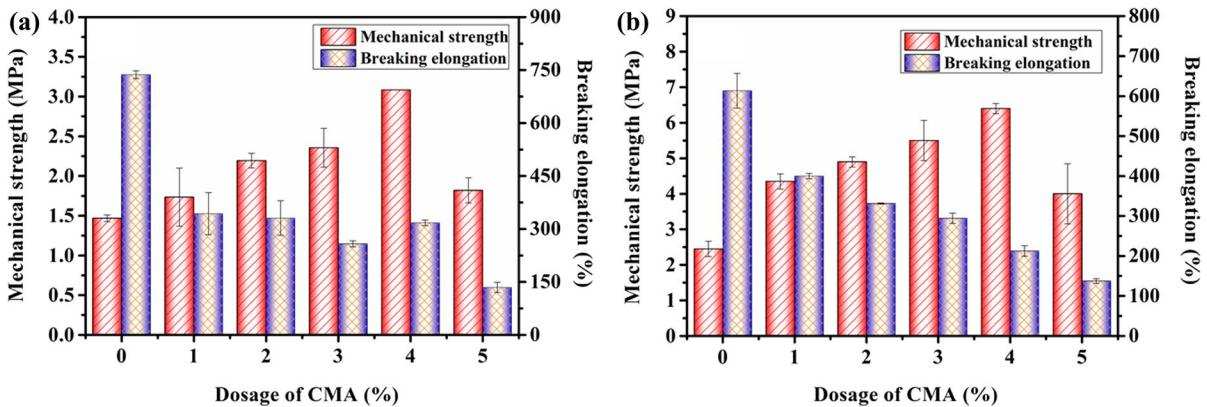 (a)
Mechanical strength (MPa)
4.0
3.5
3.0
2.5
2.0
1.5
1.0
0.5
0.0
Mechanical strength
Breaking elongation
900
750
600
450
300
150
0
Breaking elongation (%)
0 1 2 3 4 5
Dosage of CMA (%)
(b)
Mechanical strength (MPa)
9
8
7
6
5
4
3
2
1
0
Mechanical strength
Breaking elongation
800
700
600
500
400
300
200
100
0
Breaking elongation (%)
0 1 2 3 4 5
Dosage of CMA (%)